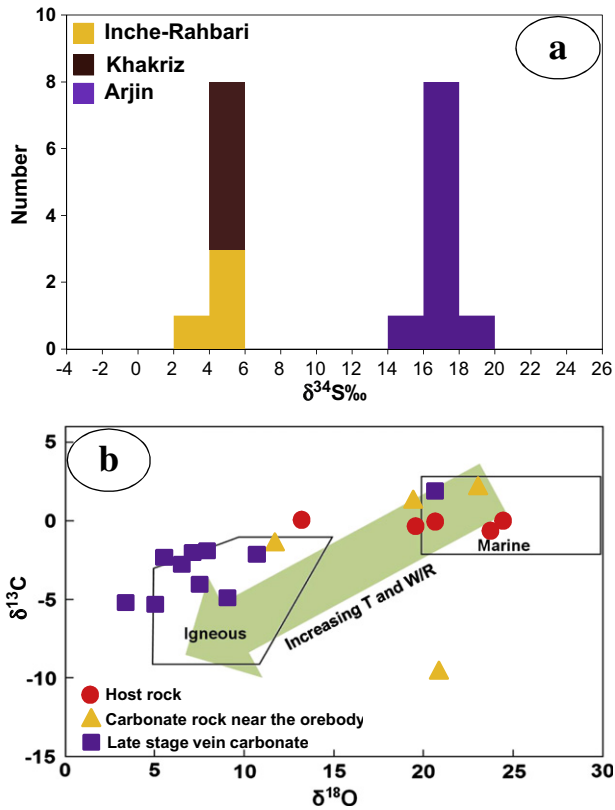 a
Inche-Rahbari
Khakriz
Arjin
Number
10
8
6
4
2
0
-4 -2 0 2 4 6 8 10 12 14 16 18 20 22 24 26
δ34S‰
b
5
0
-5
-10
-15
δ13C
Marine
Increasing T and W/R
Igneous
Host rock
Carbonate rock near the orebody
Late stage vein carbonate
0 5 10 15 20 25 30
δ18O